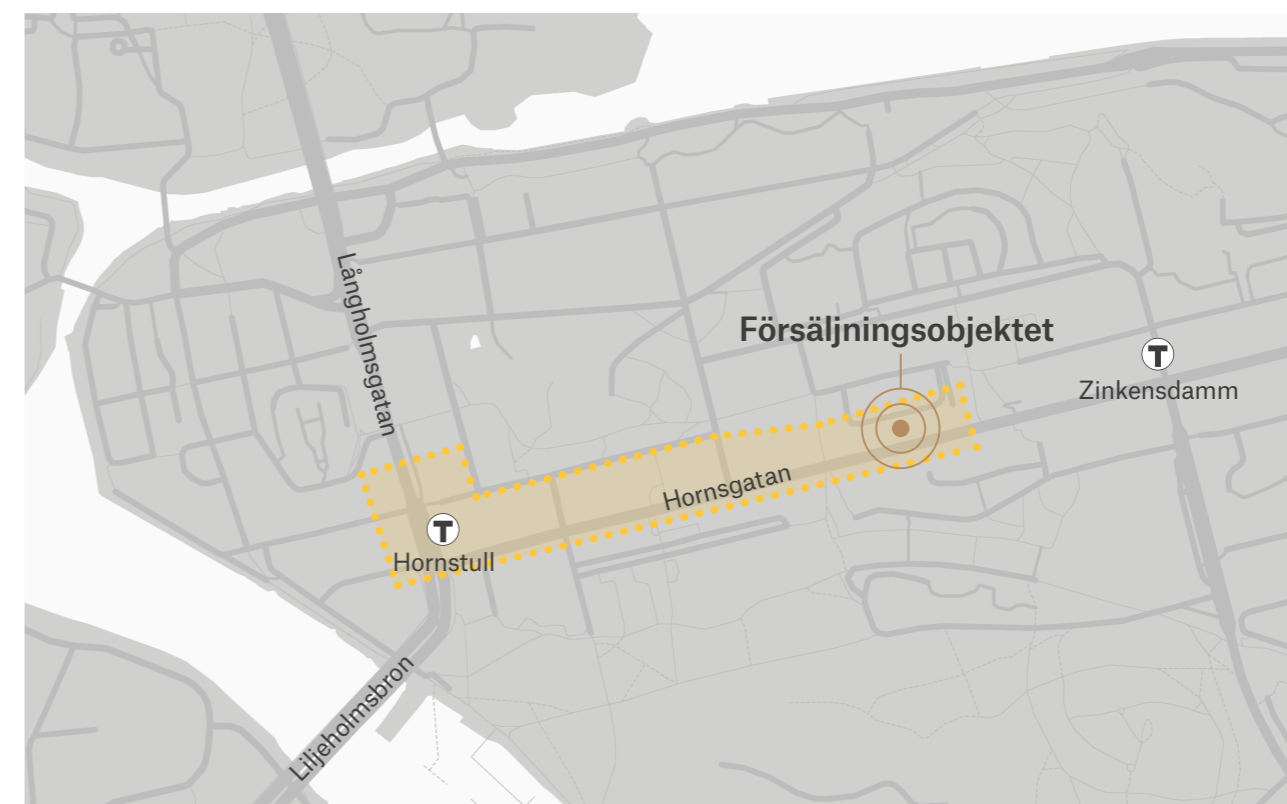 Långholmsgatan
Försäljningsobjektet
T
Zinkensdamm
Hornsgatan
T
Hornstull
Liljeholmsbron